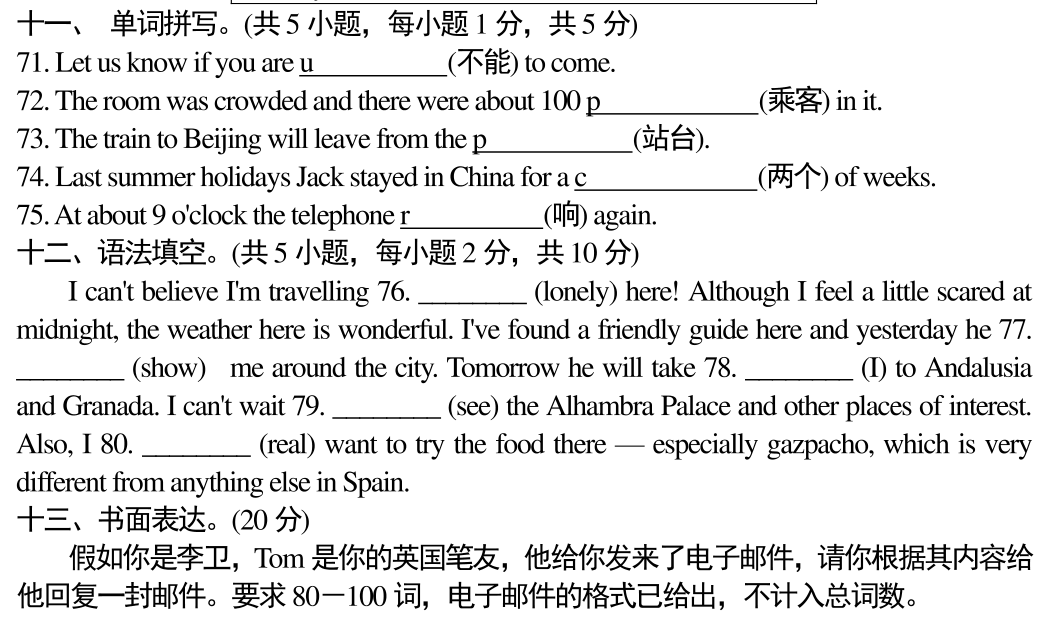 十一、 单词拼写。(共 5 小题，每小题 1 分，共 5 分)
71. Let us know if you are u__________(不能) to come.
72. The room was crowded and there were about 100 p____________(乘客) in it.
73. The train to Beijing will leave from the p___________(站台).
74. Last summer holidays Jack stayed in China for a c____________(两个) of weeks.
75. At about 9 o'clock the telephone r__________(响) again.
十二、语法填空。(共 5 小题，每小题 2 分，共 10 分)
I can't believe I'm travelling 76. ________ (lonely) here! Although I feel a little scared at
midnight, the weather here is wonderful. I've found a friendly guide here and yesterday he 77.
________ (show) me around the city. Tomorrow he will take 78. ________ (I) to Andalusia
and Granada. I can't wait 79. ________ (see) the Alhambra Palace and other places of interest.
Also, I 80. ________ (real) want to try the food there — especially gazpacho, which is very
different from anything else in Spain.
十三、书面表达。(20 分)
假如你是李卫，Tom 是你的英国笔友，他给你发来了电子邮件，请你根据其内容给
他回复一封邮件。要求 80－100 词，电子邮件的格式已给出，不计入总词数。